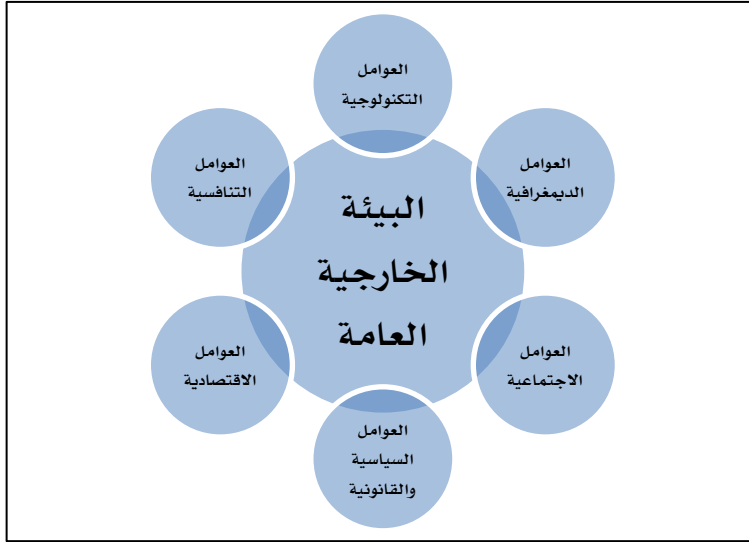 العوامل
التكنولوجية
العوامل
الديمغرافية
العوامل
الاجتماعية
العوامل
السياسية
والقانونية
العوامل
الاقتصادية
العوامل
التنافسية
البيئة
الخارجية
العامة